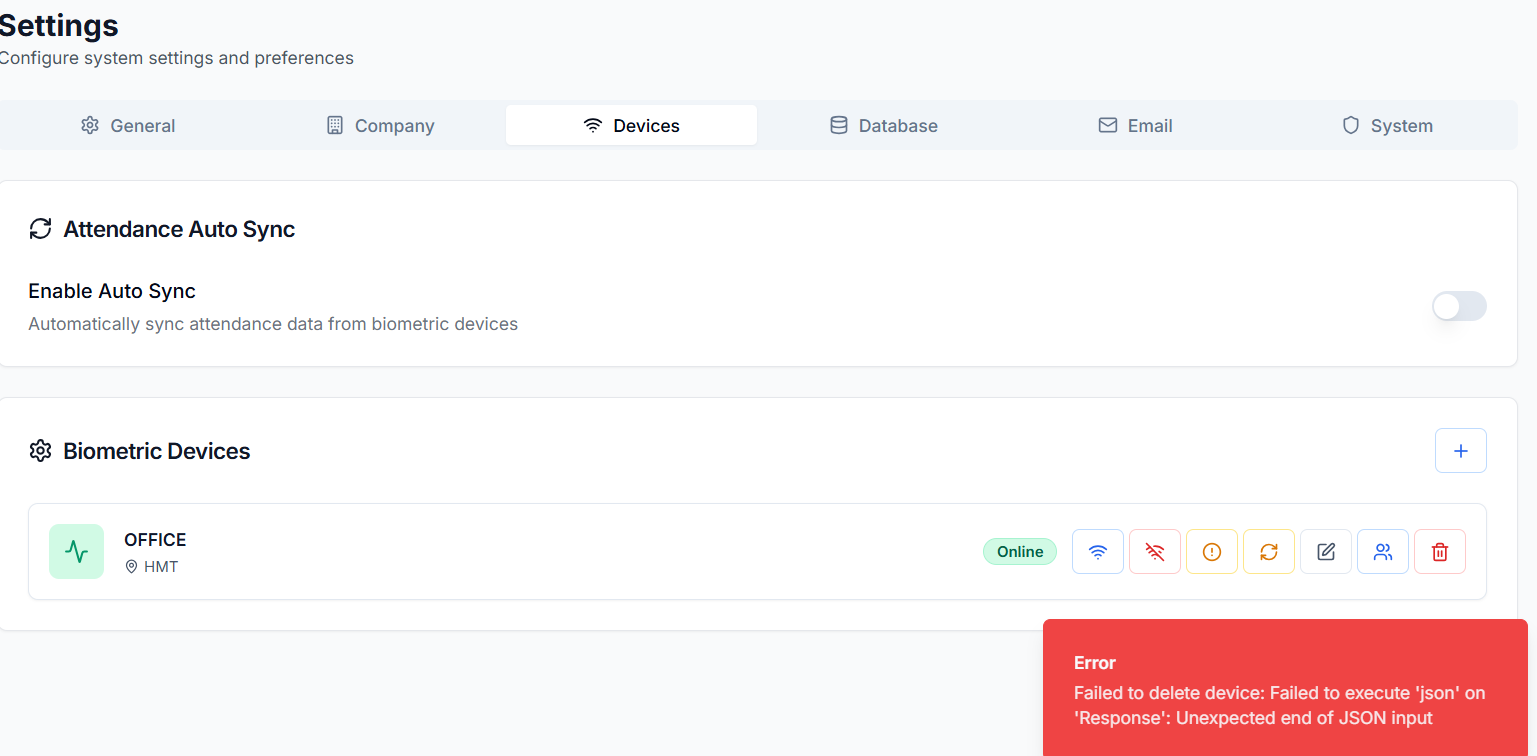 Settings
Configure system settings and preferences
General
Company
Devices
Database
Email
System
Attendance Auto Sync
Enable Auto Sync
Automatically sync attendance data from biometric devices
Biometric Devices
OFFICE
HMT
Online
Error
Failed to delete device: Failed to execute 'json' on
'Response': Unexpected end of JSON input